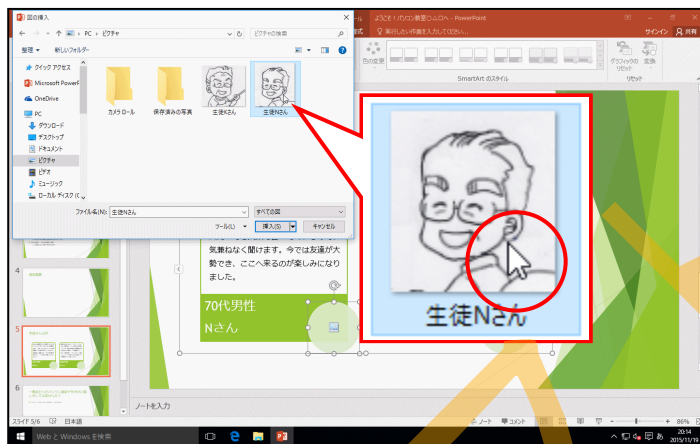 図の挿入
ようこそ！パソコン教室〇△□へ - PowerPoint
PC
ピクチャ
ピクチャの検索
実行したい作業を入力してください...
サインイン
共有
整理
新しいフォルダー
クイック アクセス
Microsoft PowerF
OneDrive
PC
ダウンロード
デスクトップ
ドキュメント
ピクチャ
ビデオ
ミュージック
ローカル ディスク (C
カメラロール
保存済みの写真
生徒Kさん
生徒Nさん
色の変更
SmartArt のスタイル
グラフィックのリセット
変換
リセット
ファイル名(N):
生徒Nさん
すべての図
ツール(L)
挿入(S)
キャンセル
生徒Nさん
気兼ねなく聞けます。今では友達が大
勢でき、ここへ来るのが楽しみになり
ました。
70代男性
Nさん
4
5
6
ノートを入力
スライド 5/6
日本語
ノート
コメント
86%
Web と Windows を検索
20:14
2015/11/19